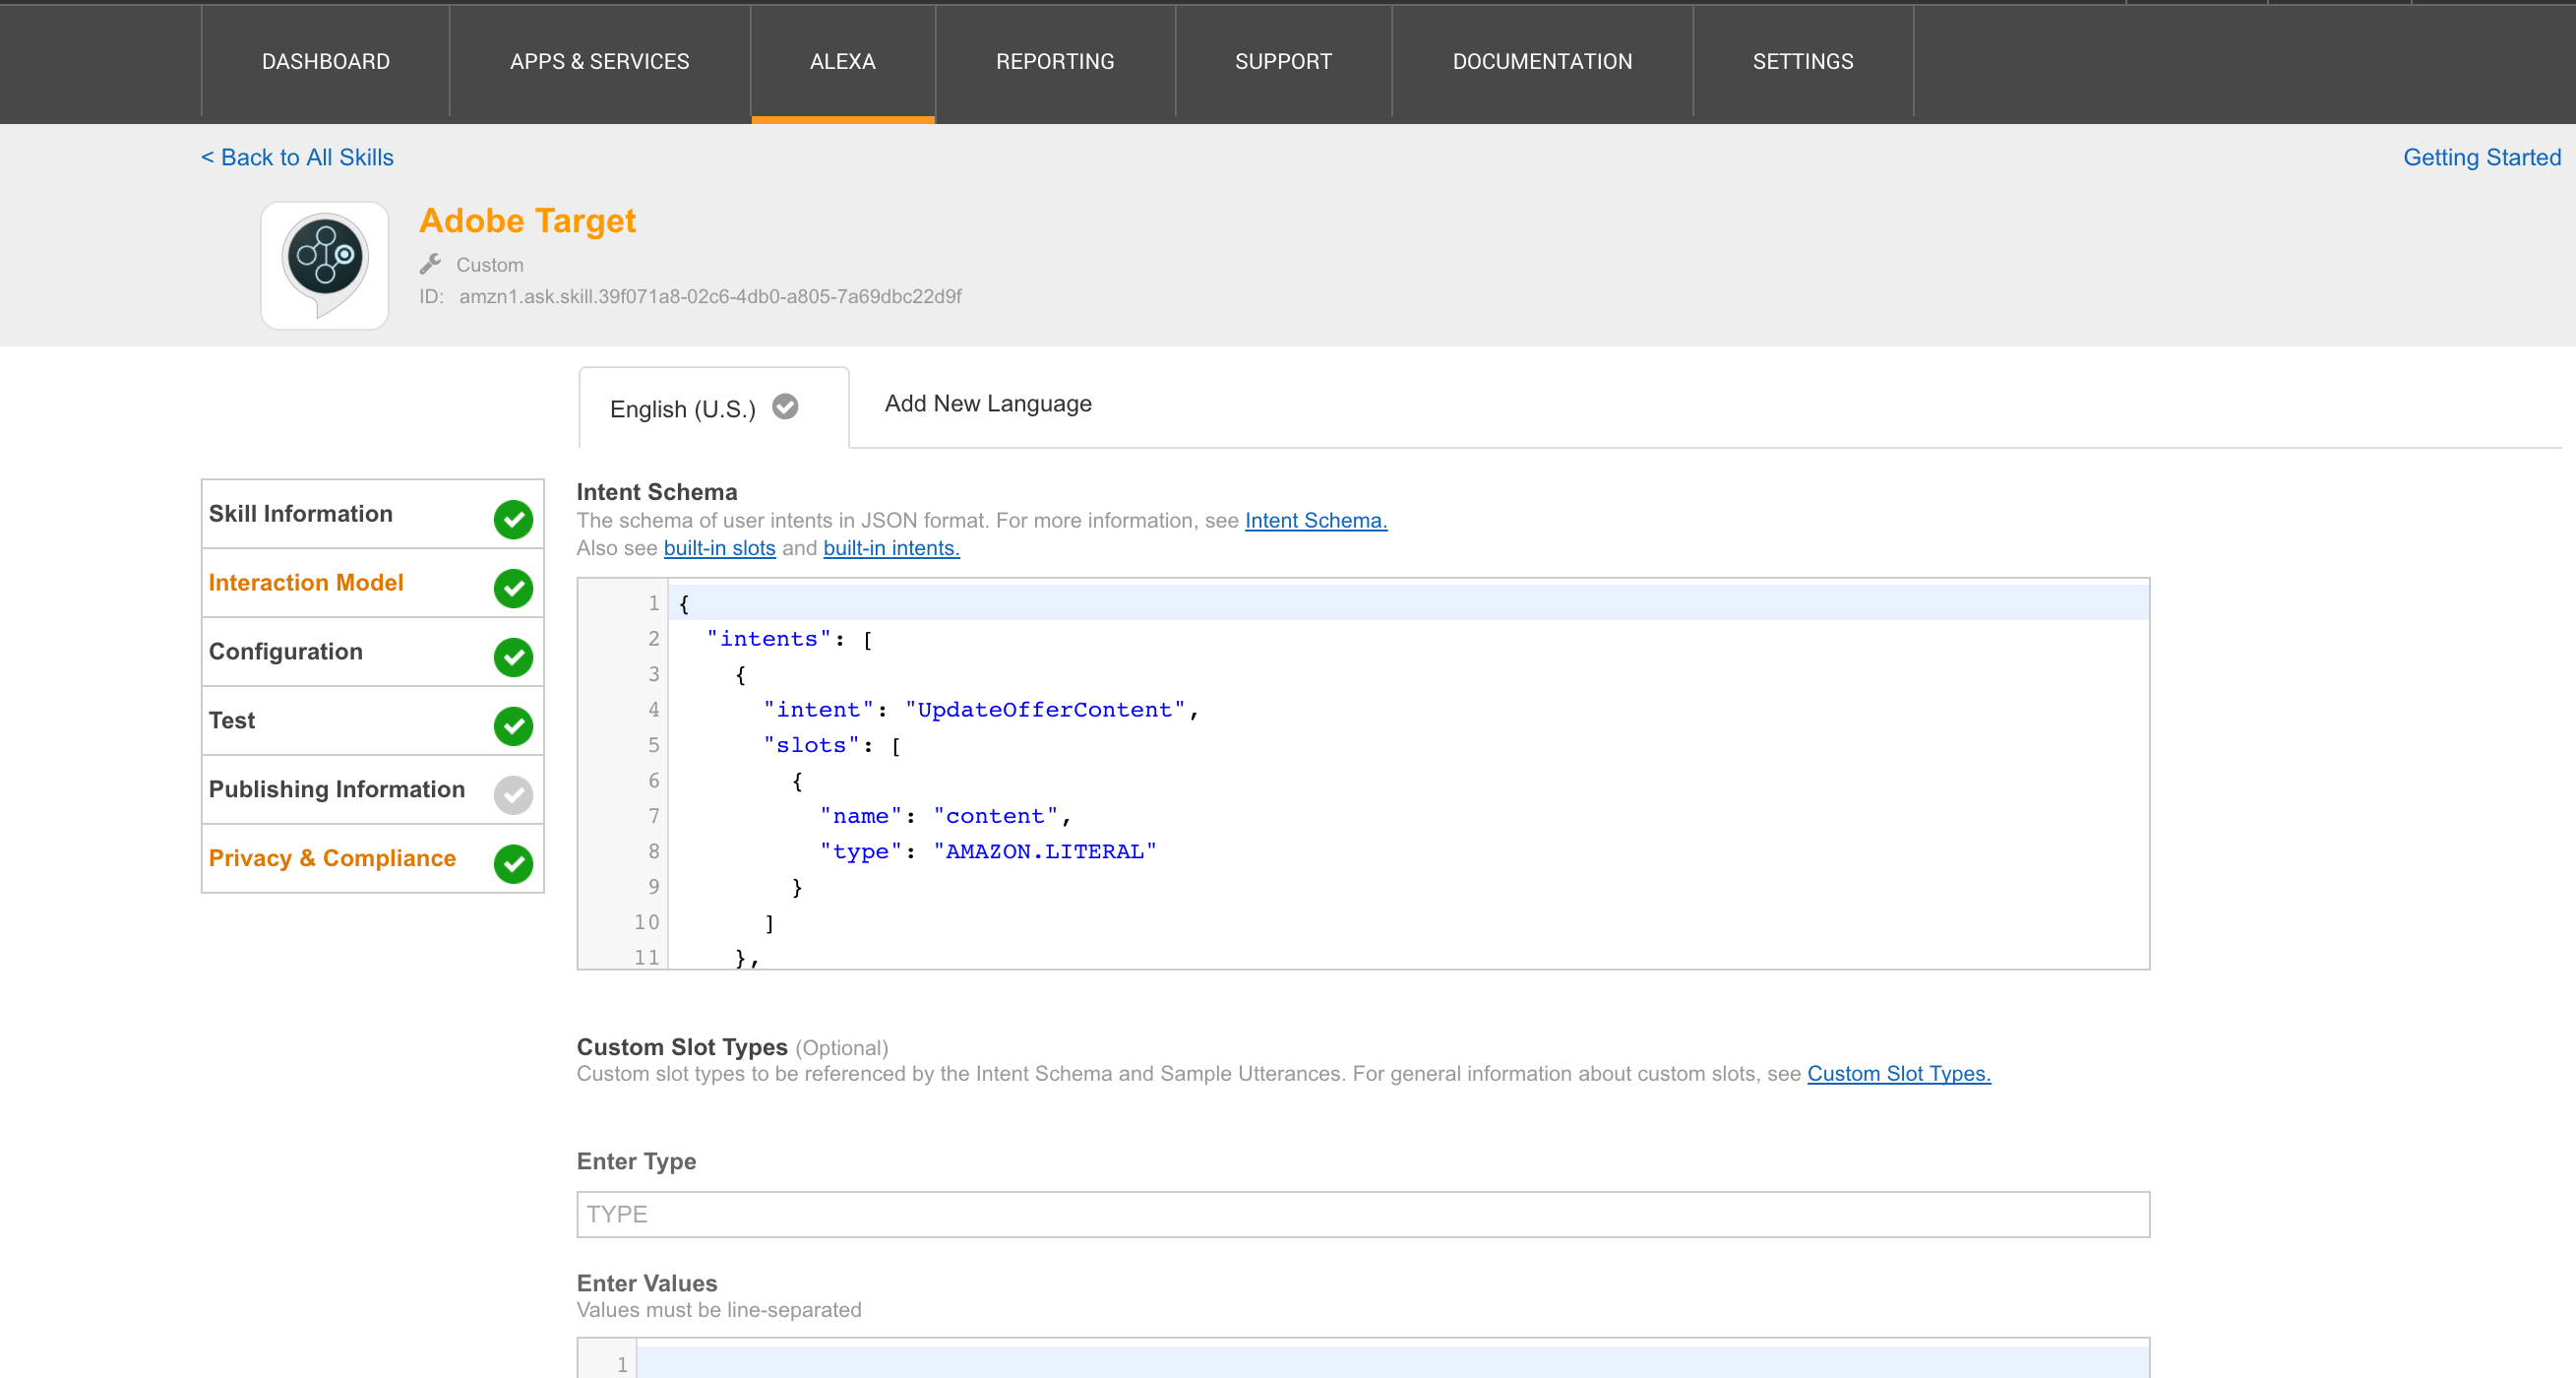 DASHBOARD APPS & SERVICES ALEXA REPORTING SUPPORT DOCUMENTATION SETTINGS
< Back to All Skills Getting Started
Adobe Target
Custom
ID: amzn1.ask.skill.39f071a8-02c6-4db0-a805-7a69dbc22d9f
English (U.S.) Add New Language
Skill Information
Interaction Model
Configuration
Test
Publishing Information
Privacy & Compliance
Intent Schema
The schema of user intents in JSON format. For more information, see Intent Schema.
Also see built-in slots and built-in intents.
1 {
2 "intents": [
3 {
4 "intent": "UpdateOfferContent",
5 "slots": [
6 {
7 "name": "content",
8 "type": "AMAZON.LITERAL"
9 }
10 ]
11 },
Custom Slot Types (Optional)
Custom slot types to be referenced by the Intent Schema and Sample Utterances. For general information about custom slots, see Custom Slot Types.
Enter Type
TYPE
Enter Values
Values must be line-separated
1